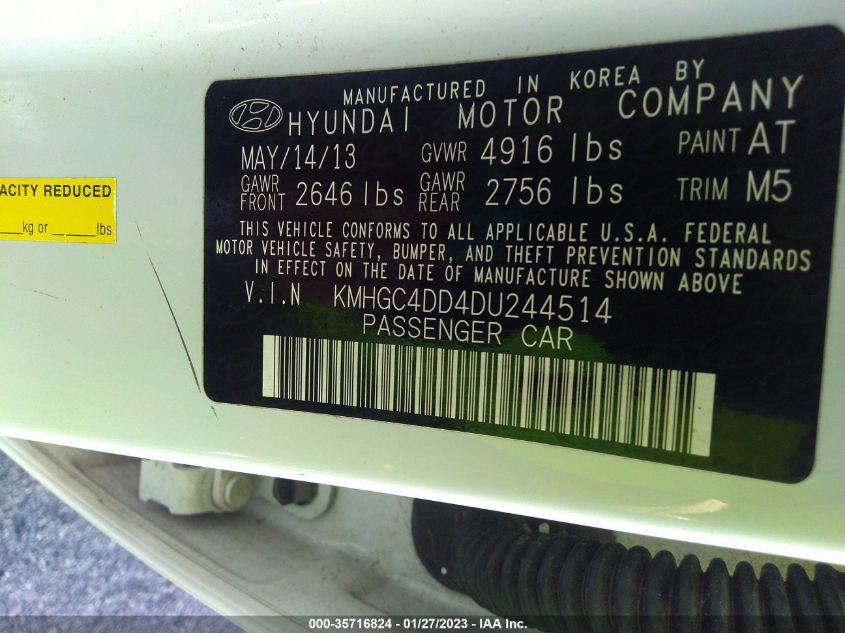 MANUFACTURED IN KOREA BY
HYUNDAI MOTOR COMPANY
MAY/14/13 GVWR 4916 lbs PAINT AT
GAWR FRONT 2646 lbs GAWR REAR 2756 lbs TRIM M5
THIS VEHICLE CONFORMS TO ALL APPLICABLE U.S.A. FEDERAL
MOTOR VEHICLE SAFETY, BUMPER, AND THEFT PREVENTION STANDARDS
IN EFFECT ON THE DATE OF MANUFACTURE SHOWN ABOVE
V.I.N KMHGC4DD4DU244514
PASSENGER CAR
ACITY REDUCED
kg or lbs
000-35716824 - 01/27/2023 - IAA Inc.